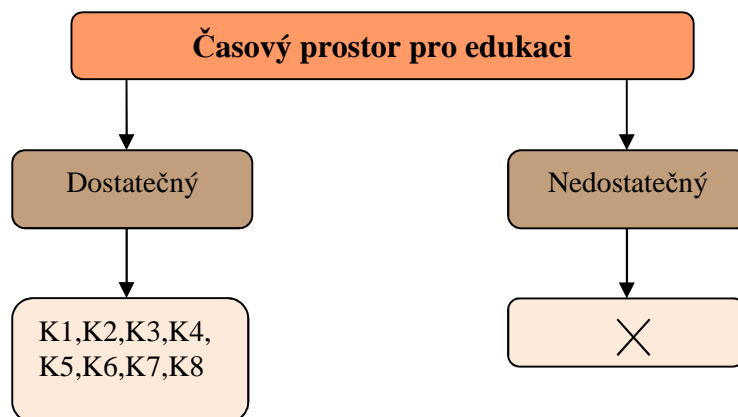 Časový prostor pro edukaci
Dostatečný
Nedostatečný
K1,K2,K3,K4,
K5,K6,K7,K8